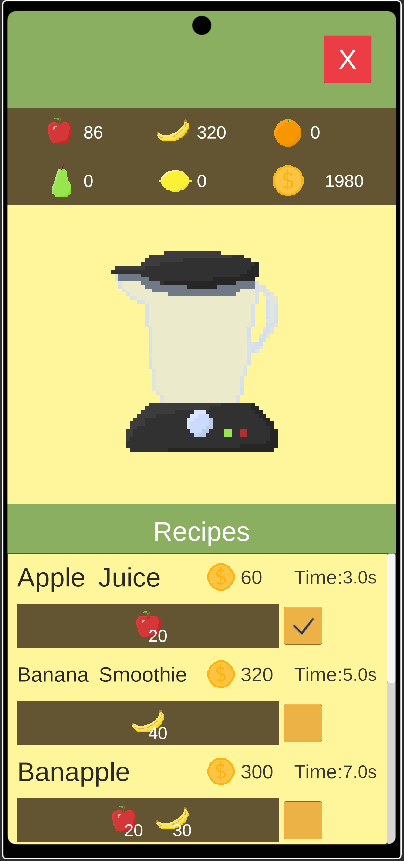 X
86 320 0
0 0 $ 1980
Recipes
Apple Juice $ 60 Time:3.0s
20
Banana Smoothie $ 320 Time:5.0s
40
Banapple $ 300 Time:7.0s
20 30